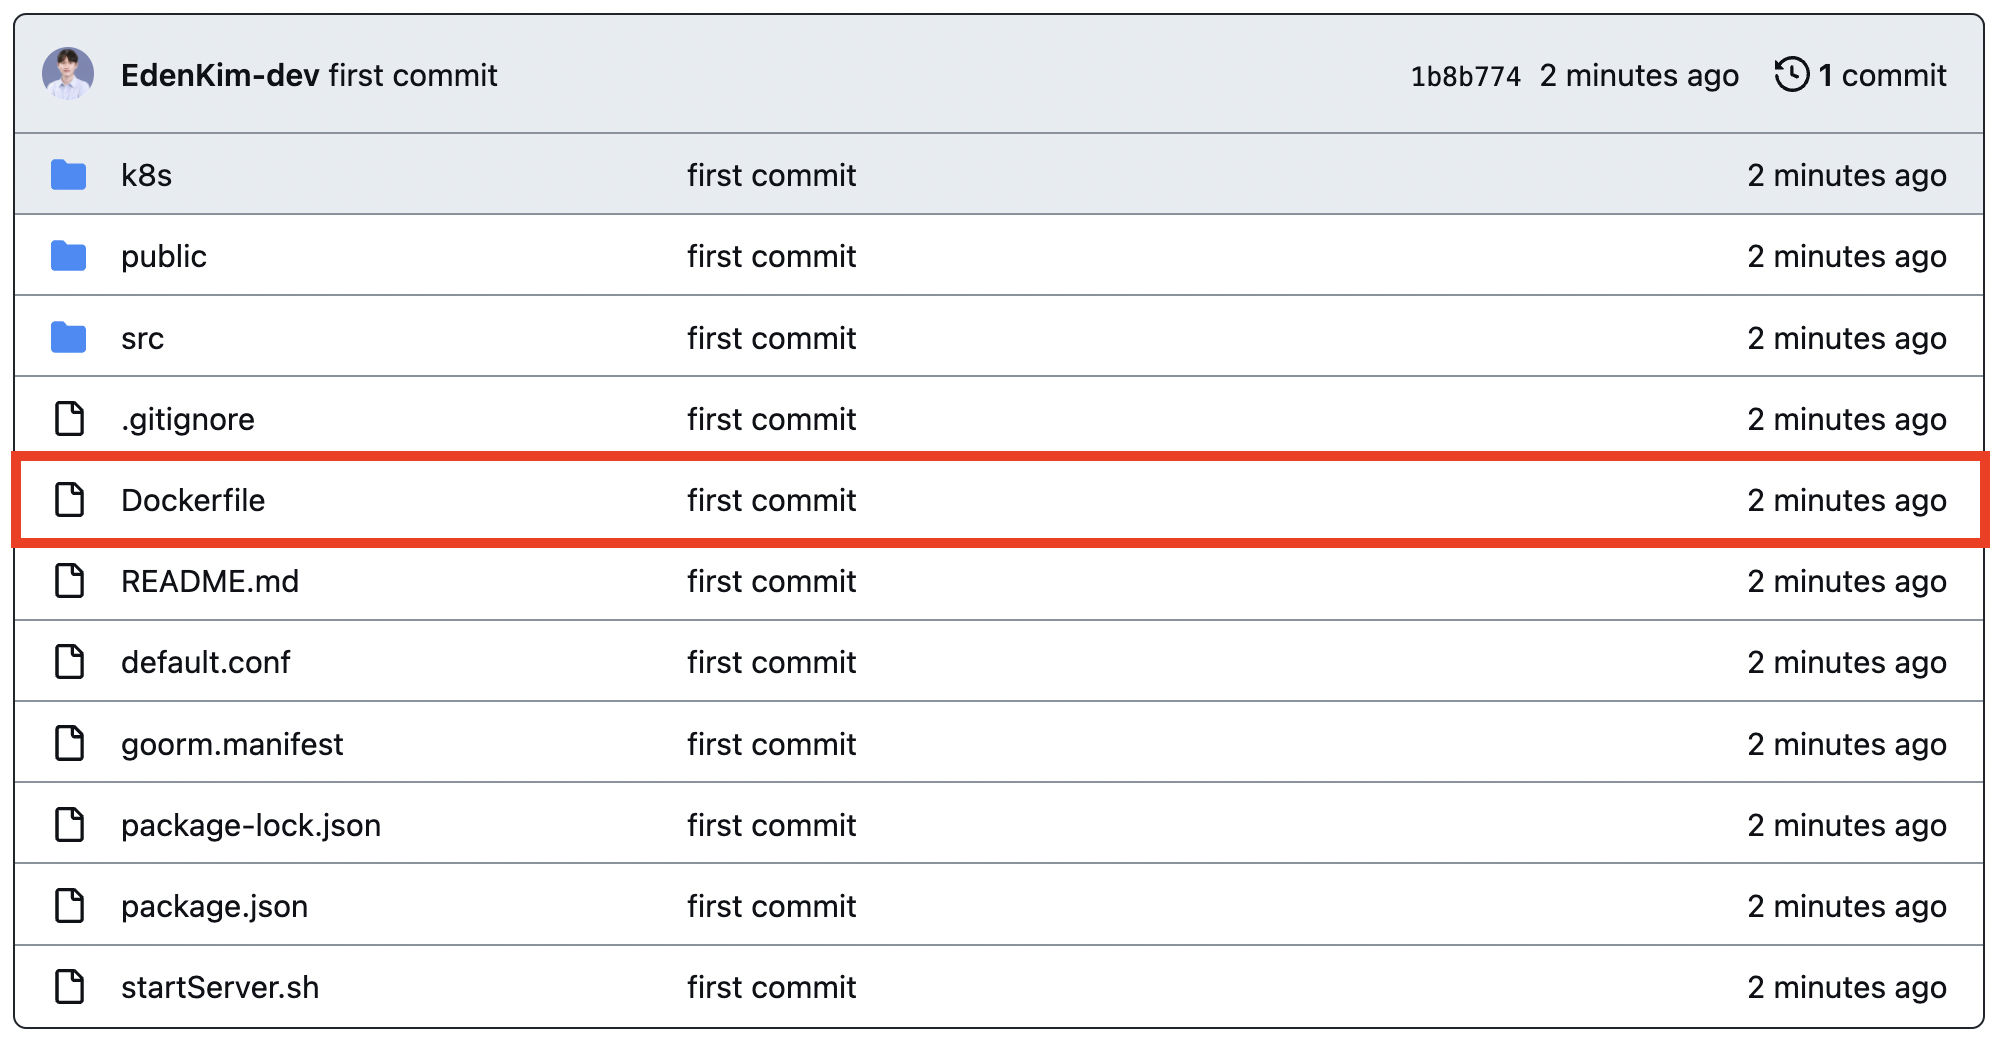 EdenKim-dev first commit 1b8b774 2 minutes ago 1 commit
k8s first commit 2 minutes ago
public first commit 2 minutes ago
src first commit 2 minutes ago
.gitignore first commit 2 minutes ago
Dockerfile first commit 2 minutes ago
README.md first commit 2 minutes ago
default.conf first commit 2 minutes ago
goorm.manifest first commit 2 minutes ago
package-lock.json first commit 2 minutes ago
package.json first commit 2 minutes ago
startServer.sh first commit 2 minutes ago